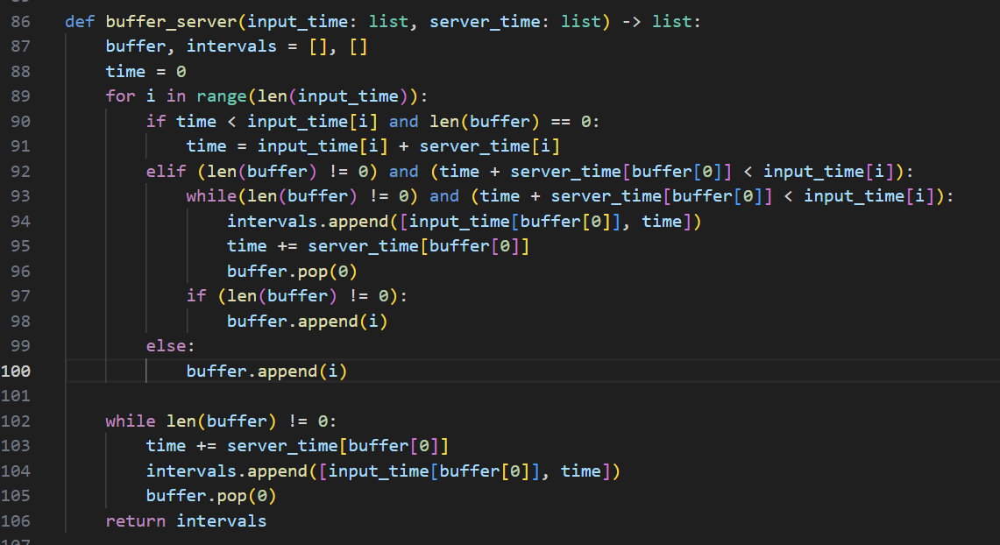 86 def buffer_server(input_time: list, server_time: list) -> list:
87     buffer, intervals = [], []
88     time = 0
89     for i in range(len(input_time)):
90         if time < input_time[i] and len(buffer) == 0:
91             time = input_time[i] + server_time[i]
92         elif (len(buffer) != 0) and (time + server_time[buffer[0]] < input_time[i]):
93             while(len(buffer) != 0) and (time + server_time[buffer[0]] < input_time[i]):
94                 intervals.append([input_time[buffer[0]], time])
95                 time += server_time[buffer[0]]
96                 buffer.pop(0)
97             if (len(buffer) != 0):
98                 buffer.append(i)
99         else:
100             buffer.append(i)
101
102     while len(buffer) != 0:
103         time += server_time[buffer[0]]
104         intervals.append([input_time[buffer[0]], time])
105         buffer.pop(0)
106     return intervals